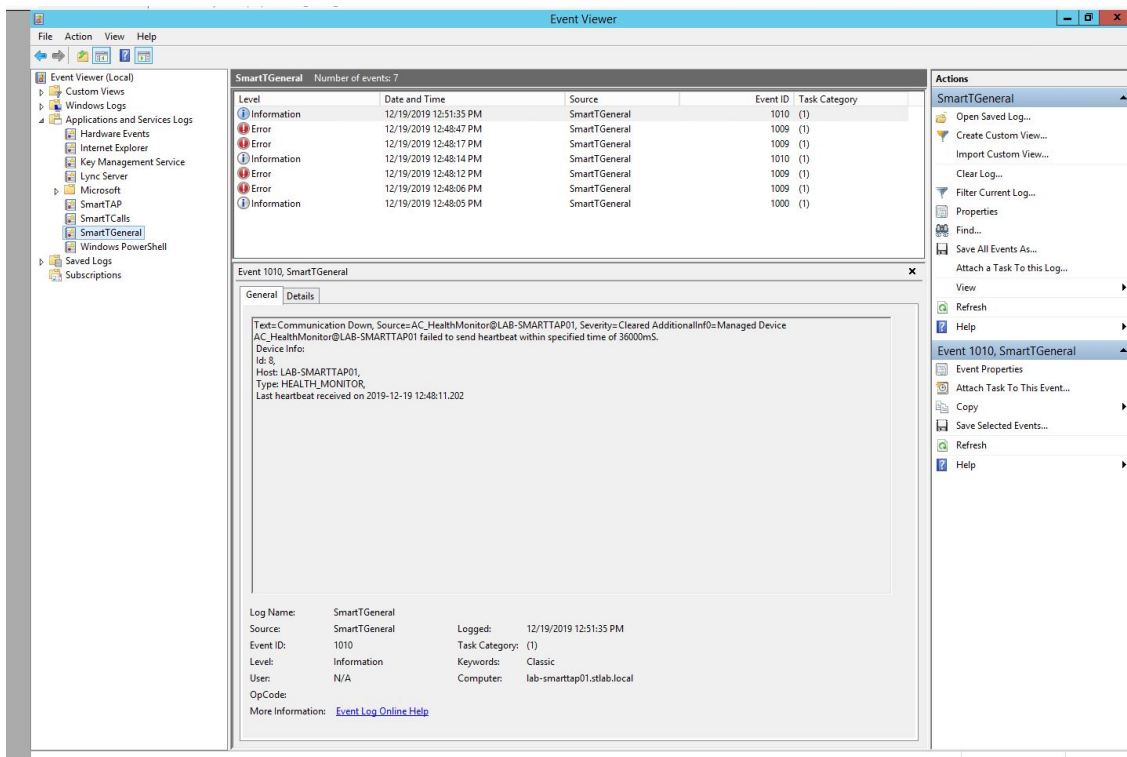 Event Viewer
File Action View Help
Event Viewer (Local)
Custom Views
Windows Logs
Applications and Services Logs
Hardware Events
Internet Explorer
Key Management Service
Lync Server
Microsoft
SmartTAP
SmartTCalls
SmartTGeneral
Windows PowerShell
Saved Logs
Subscriptions
SmartTGeneral Number of events: 7
Level Date and Time Source Event ID Task Category
Information 12/19/2019 12:51:35 PM SmartTGeneral 1010 (1)
Error 12/19/2019 12:48:47 PM SmartTGeneral 1009 (1)
Error 12/19/2019 12:48:17 PM SmartTGeneral 1009 (1)
Information 12/19/2019 12:48:14 PM SmartTGeneral 1010 (1)
Error 12/19/2019 12:48:12 PM SmartTGeneral 1009 (1)
Error 12/19/2019 12:48:06 PM SmartTGeneral 1009 (1)
Information 12/19/2019 12:48:05 PM SmartTGeneral 1000 (1)
Event 1010, SmartTGeneral
General Details
Text=Communication Down, Source=AC_HealthMonitor@LAB-SMARTTAP01, Severity=Cleared AdditionalInf0=Managed Device
AC_HealthMonitor@LAB-SMARTTAP01 failed to send heartbeat within specified time of 36000mS.
Device Info:
Id: 8,
Host: LAB-SMARTTAP01,
Type: HEALTH_MONITOR,
Last heartbeat received on 2019-12-19 12:48:11.202
Log Name: SmartTGeneral
Source: SmartTGeneral Logged: 12/19/2019 12:51:35 PM
Event ID: 1010 Task Category: (1)
Level: Information Keywords: Classic
User: N/A Computer: lab-smarttap01.stlab.local
OpCode:
More Information: Event Log Online Help
Actions
SmartTGeneral
Open Saved Log...
Create Custom View...
Import Custom View...
Clear Log...
Filter Current Log...
Properties
Find...
Save All Events As...
Attach a Task To this Log...
View
Refresh
Help
Event 1010, SmartTGeneral
Event Properties
Attach Task To This Event...
Copy
Save Selected Events...
Refresh
Help